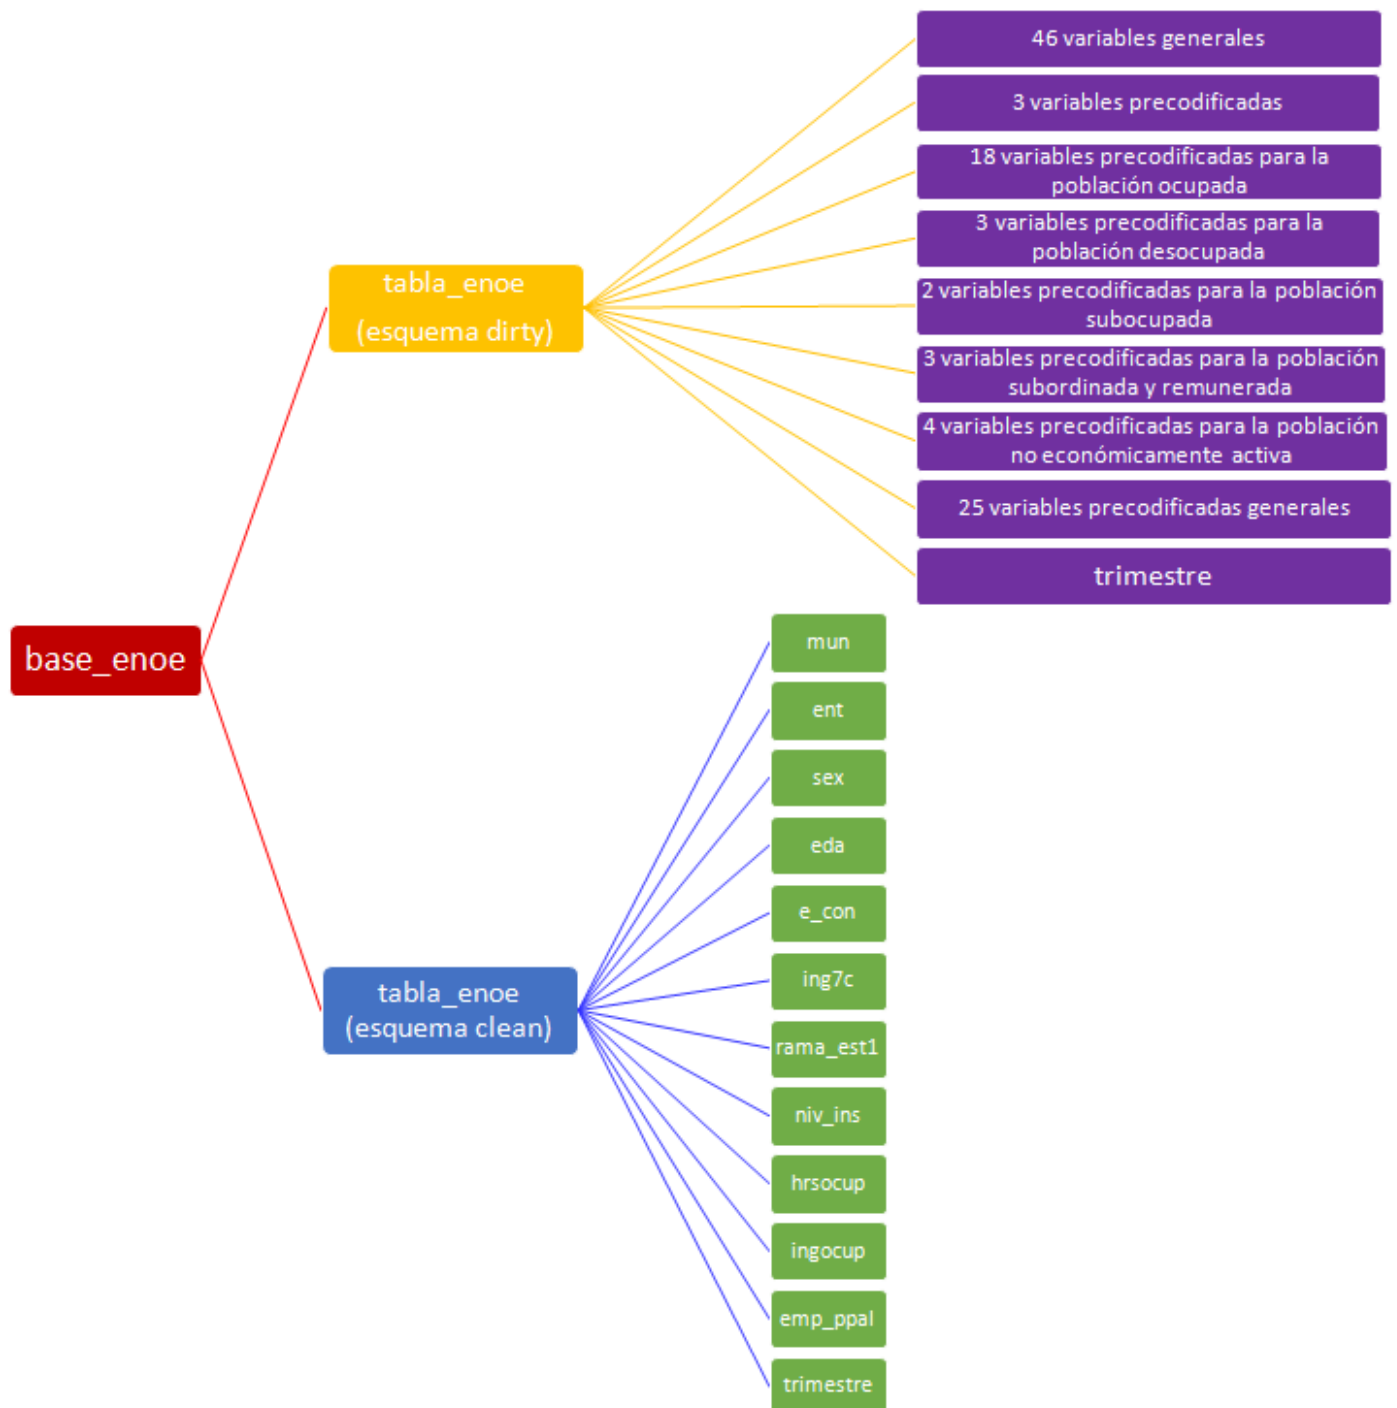 46 variables generales
3 variables precodificadas
18 variables precodificadas para la
población ocupada
3 variables precodificadas para la
población desocupada
2 variables precodificadas para la población
subocupada
3 variables precodificadas para la población
subordinada y remunerada
4 variables precodificadas para la población
no económicamente activa
25 variables precodificadas generales
trimestre
tabla_enoe
(esquema dirty)
base_enoe
tabla_enoe
(esquema clean)
mun
ent
sex
eda
e_con
ing7c
rama_est1
niv_ins
hrsocup
ingocup
emp_ppal
trimestre